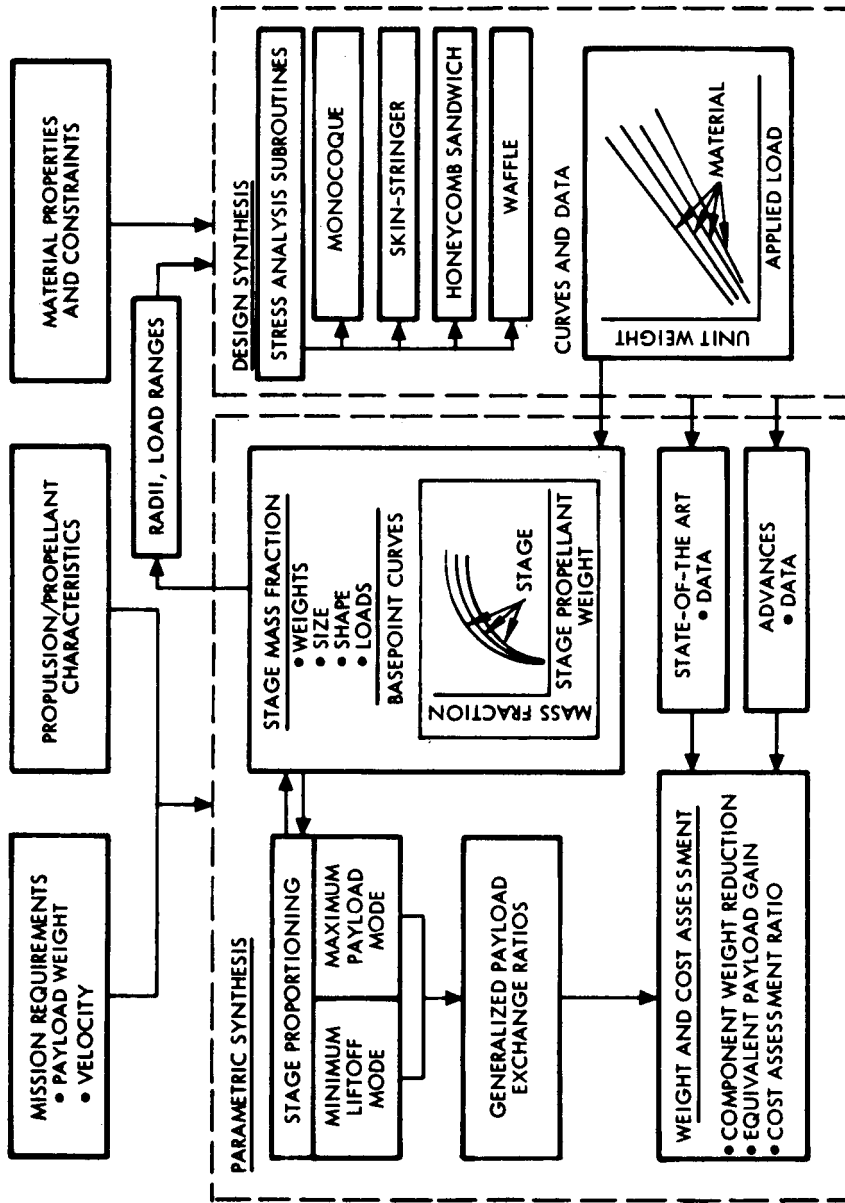 MISSION REQUIREMENTS
• PAYLOAD WEIGHT
• VELOCITY
PROPULSION/PROPELLANT
CHARACTERISTICS
MATERIAL PROPERTIES
AND CONSTRAINTS
RADII, LOAD RANGES
PARAMETRIC SYNTHESIS
STAGE PROPORTIONING
MINIMUM
LIFTOFF
MODE
MAXIMUM
PAYLOAD
MODE
GENERALIZED PAYLOAD
EXCHANGE RATIOS
WEIGHT AND COST ASSESSMENT
• COMPONENT WEIGHT REDUCTION
• EQUIVALENT PAYLOAD GAIN
• COST ASSESSMENT RATIO
STAGE MASS FRACTION
• WEIGHTS
• SIZE
• SHAPE
• LOADS
BASEPOINT CURVES
MASS FRACTION
STAGE
STAGE PROPELLANT
WEIGHT
STATE-OF-THE ART
• DATA
ADVANCES
• DATA
DESIGN SYNTHESIS
STRESS ANALYSIS SUBROUTINES
MONOCOQUE
SKIN-STRINGER
HONEYCOMB SANDWICH
WAFFLE
CURVES AND DATA
UNIT WEIGHT
MATERIAL
APPLIED LOAD